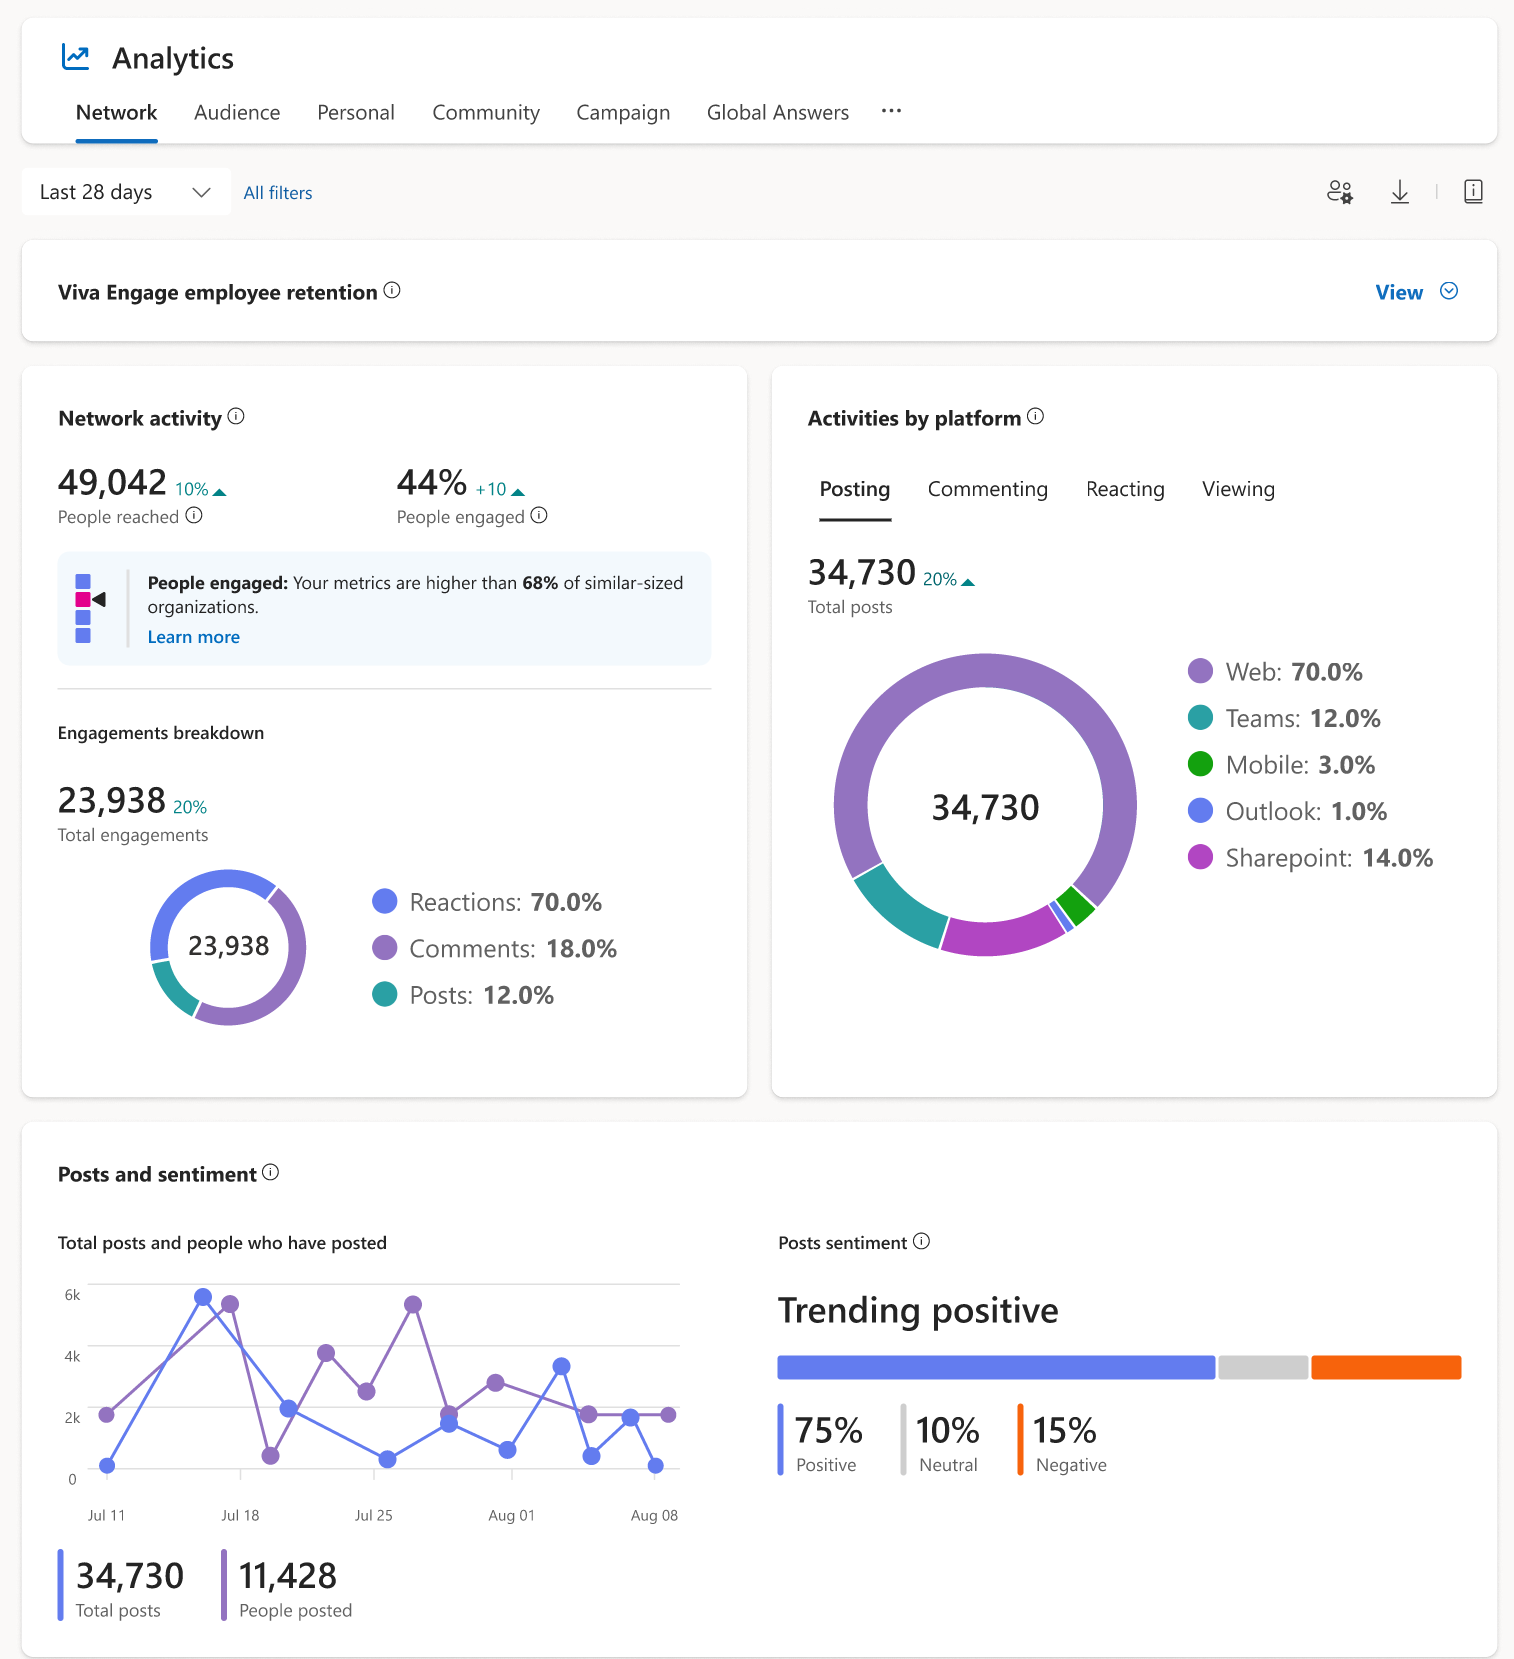 Analytics
Network Audience Personal Community Campaign Global Answers ···
Last 28 days All filters
Viva Engage employee retention
View
Network activity
49,042 10%
People reached
44% +10
People engaged
People engaged: Your metrics are higher than 68% of similar-sized
organizations.
Learn more
Engagements breakdown
23,938 20%
Total engagements
23,938
Reactions: 70.0%
Comments: 18.0%
Posts: 12.0%
Activities by platform
Posting Commenting Reacting Viewing
34,730 20%
Total posts
34,730
Web: 70.0%
Teams: 12.0%
Mobile: 3.0%
Outlook: 1.0%
Sharepoint: 14.0%
Posts and sentiment
Total posts and people who have posted
6k
4k
2k
0
Jul 11 Jul 18 Jul 25 Aug 01 Aug 08
34,730
Total posts
11,428
People posted
Posts sentiment
Trending positive
75%
Positive
10%
Neutral
15%
Negative